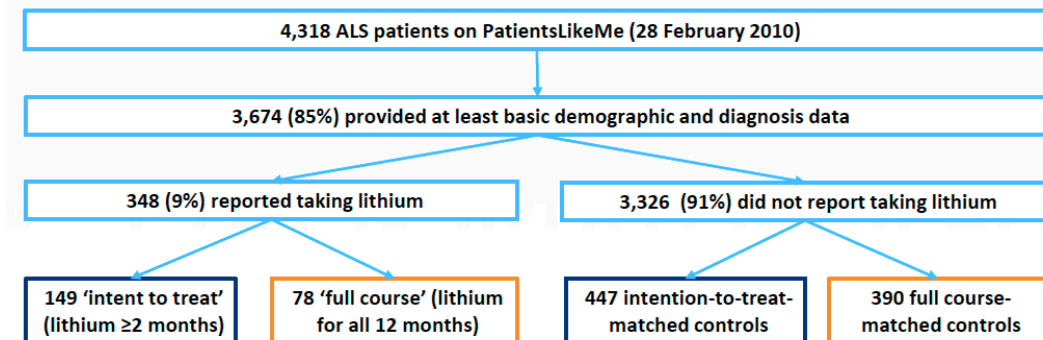 4,318 ALS patients on PatientsLikeMe (28 February 2010)
3,674 (85%) provided at least basic demographic and diagnosis data
348 (9%) reported taking lithium
3,326 (91%) did not report taking lithium
149 ‘intent to treat’
(lithium ≥2 months)
78 ‘full course’ (lithium
for all 12 months)
447 intention-to-treat-
matched controls
390 full course-
matched controls